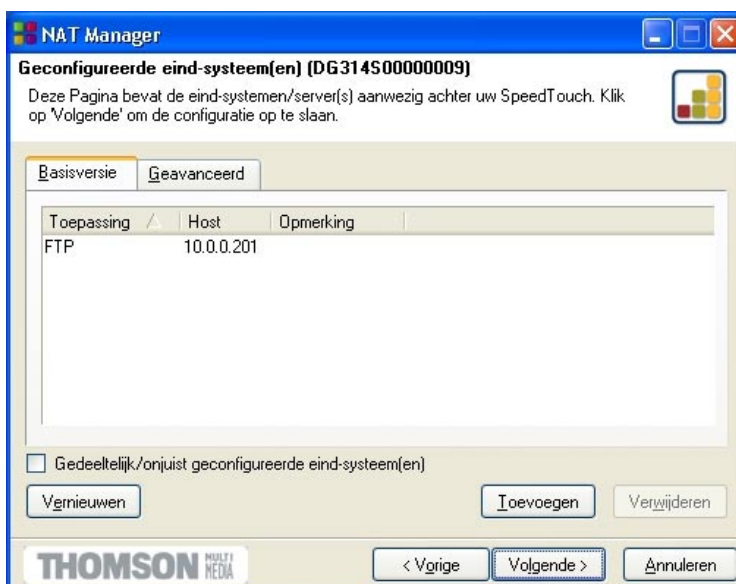 NAT Manager
Geconfigureerde eind-systeem(en) (DG314S00000009)
Deze Pagina bevat de eind-systemen/server(s) aanwezig achter uw SpeedTouch. Klik
op 'Volgende' om de configuratie op te slaan.
Basisversie Geavanceerd
Toepassing Host Opmerking
FTP 10.0.0.201
Gedeeltelijk/onjuist geconfigureerde eind-systeem(en)
Vernieuwen Toevoegen Verwijderen
THOMSON MULTI MEDIA < Vorige Volgende > Annuleren